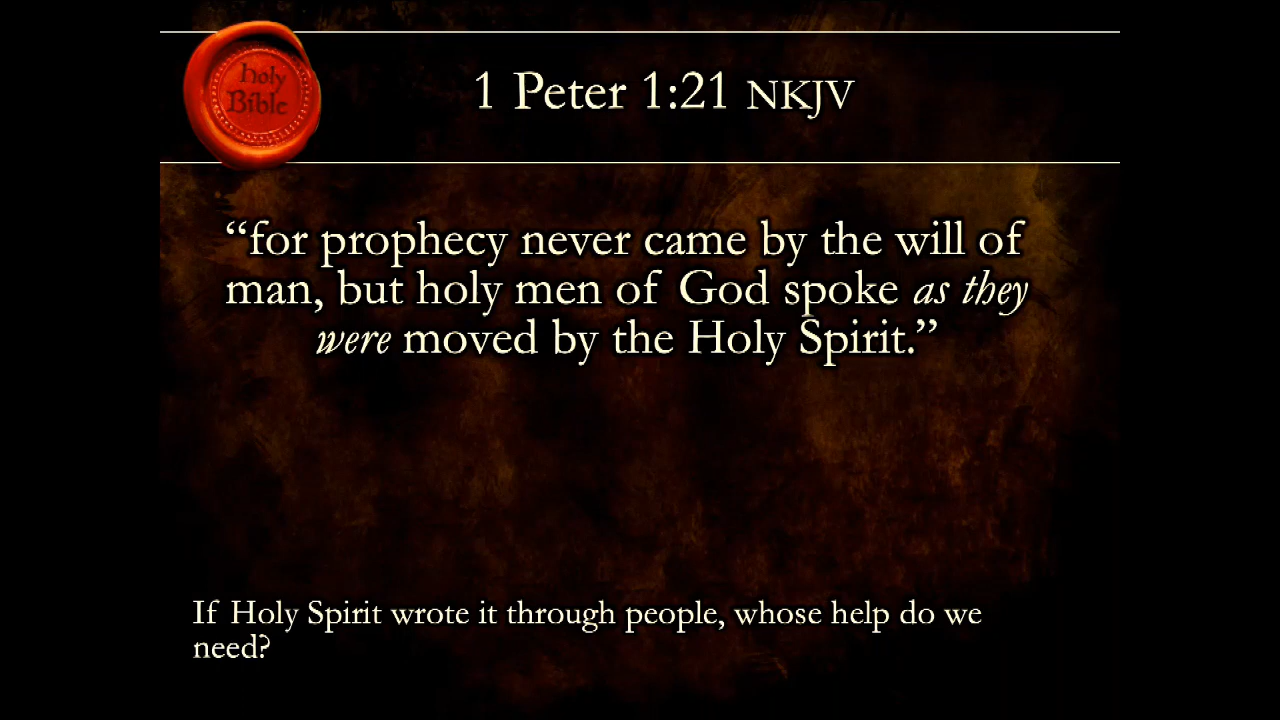 holy
Bible
1 Peter 1:21 NKJV
“for prophecy never came by the will of
man, but holy men of God spoke as they
were moved by the Holy Spirit.”
If Holy Spirit wrote it through people, whose help do we
need?